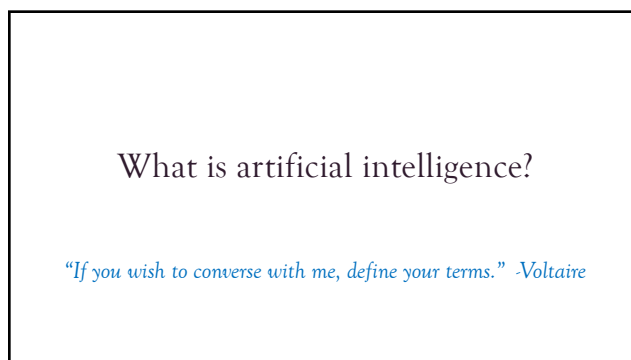 What is artificial intelligence?
“If you wish to converse with me, define your terms.” -Voltaire